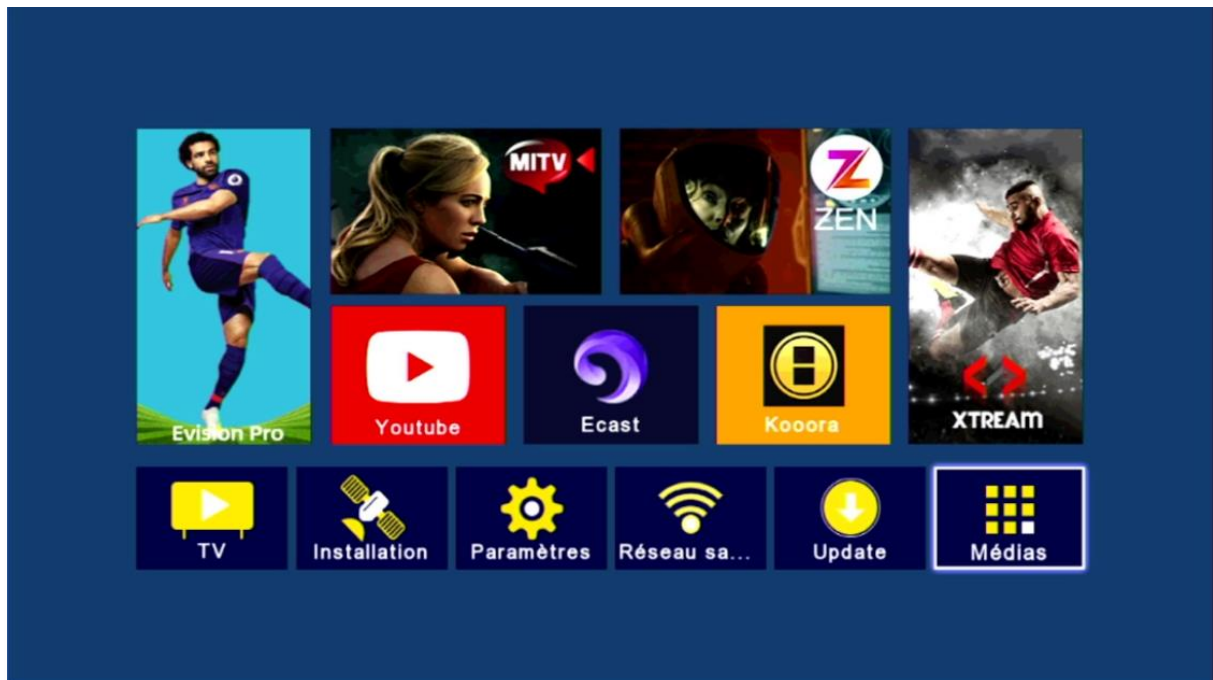 MITV
ZEN
Evision Pro
Youtube
Ecast
Kooora
XTREAM
TV
Installation
Paramètres
Réseau sa...
Update
Médias